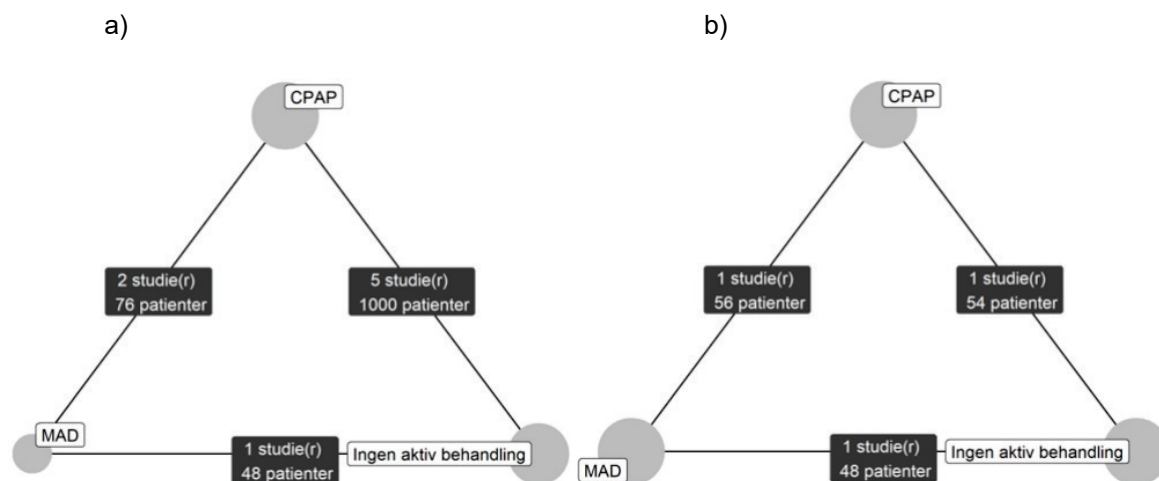 a)
CPAP
2 studie(r)
76 patienter
5 studie(r)
1000 patienter
MAD
1 studie(r)
48 patienter
Ingen aktiv behandling
b)
CPAP
1 studie(r)
56 patienter
1 studie(r)
54 patienter
MAD
1 studie(r)
48 patienter
Ingen aktiv behandling